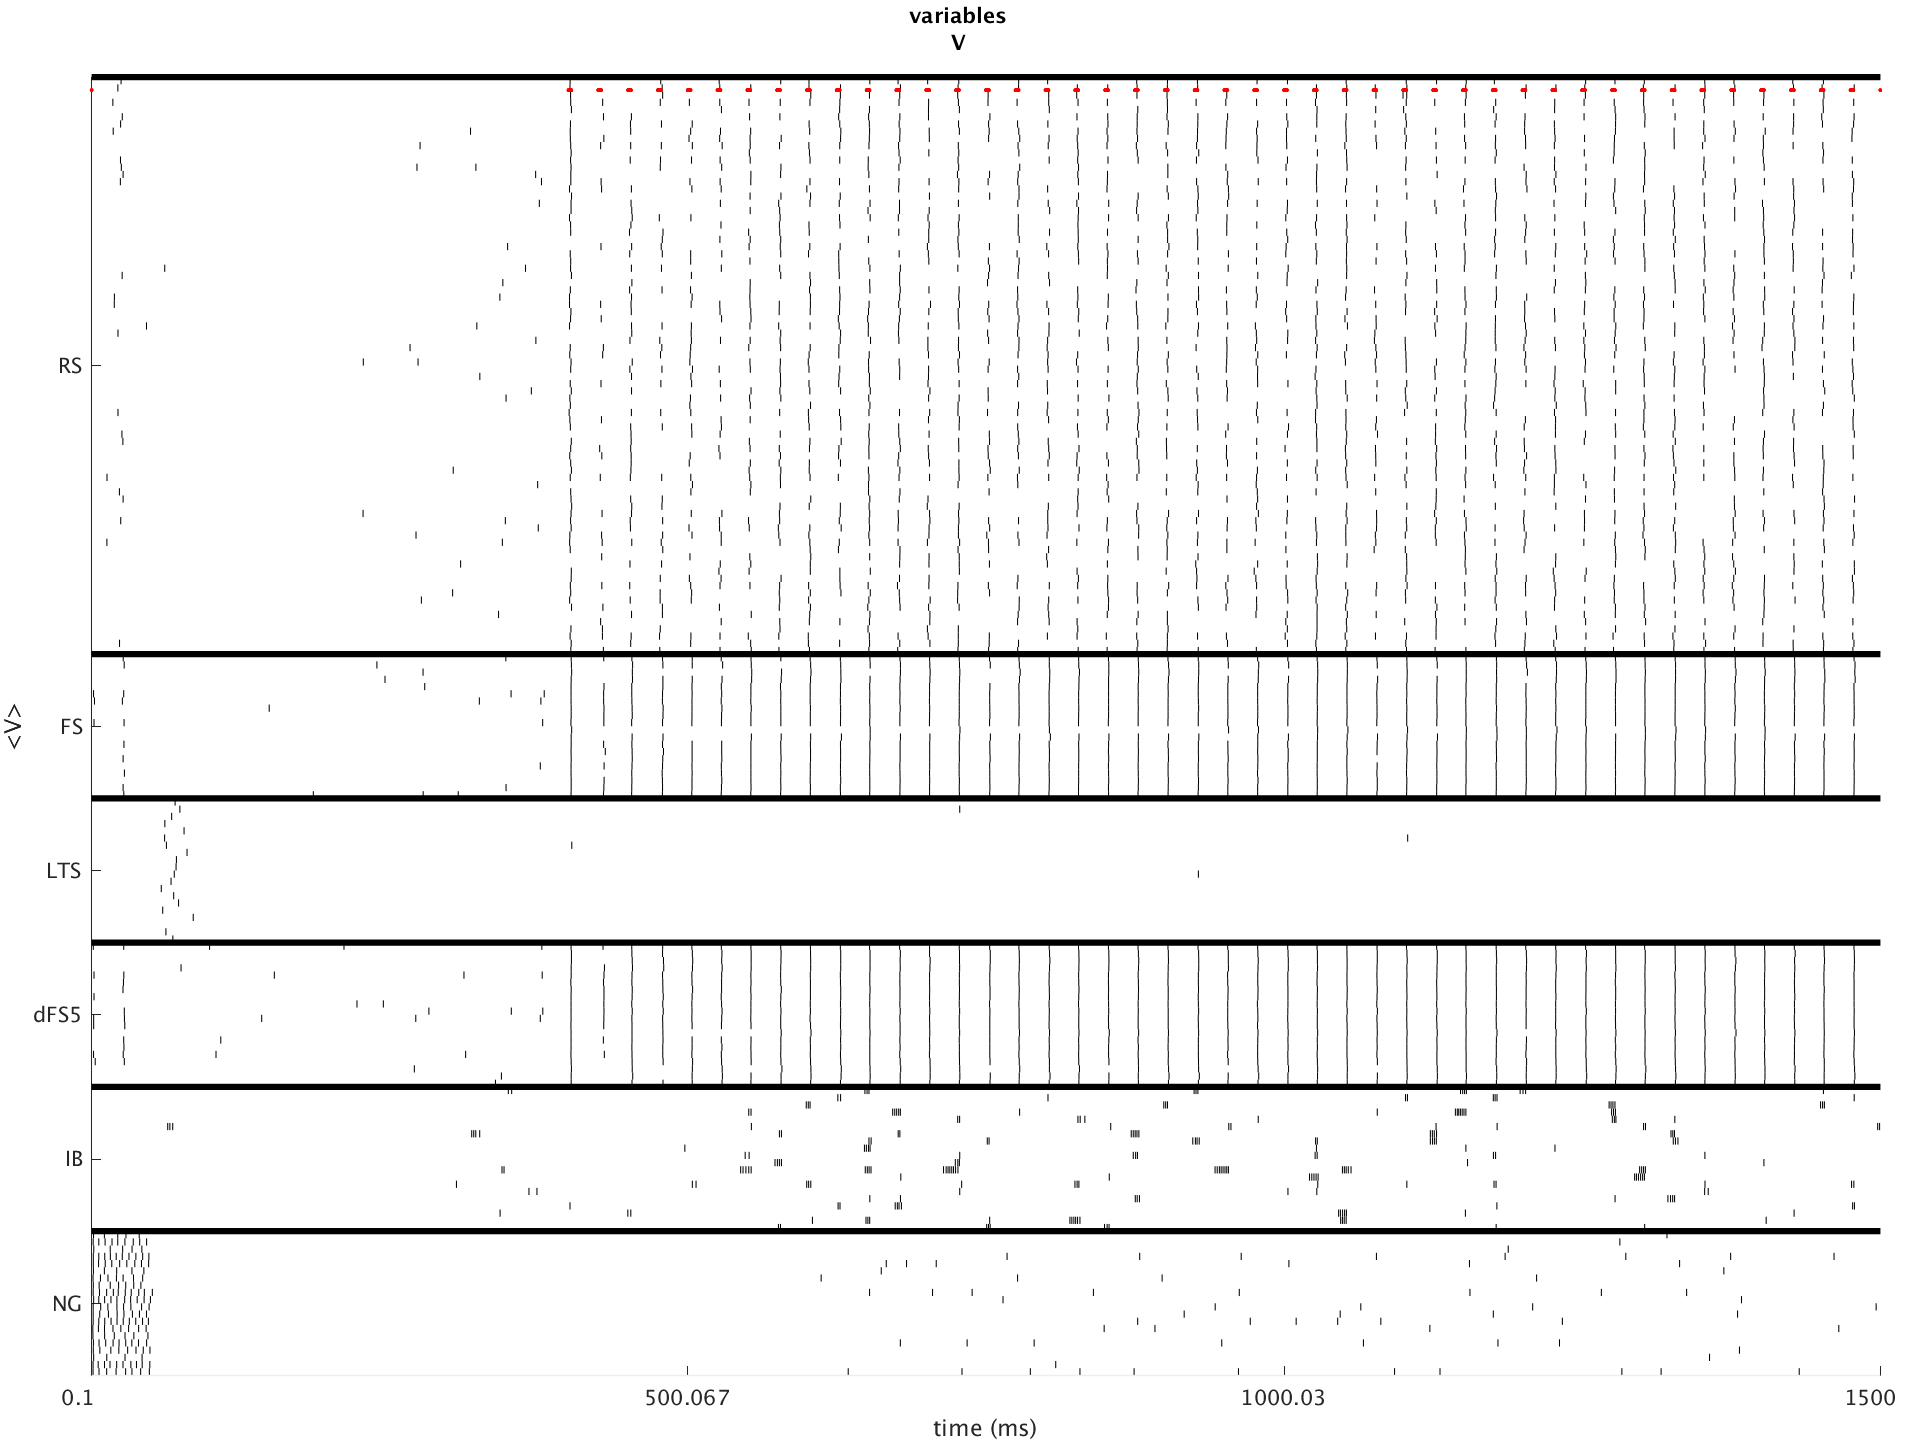 variables
V
RS
FS
<V>
LTS
dFS5
IB
NG
0.1
500.067
1000.03
1500
time (ms)